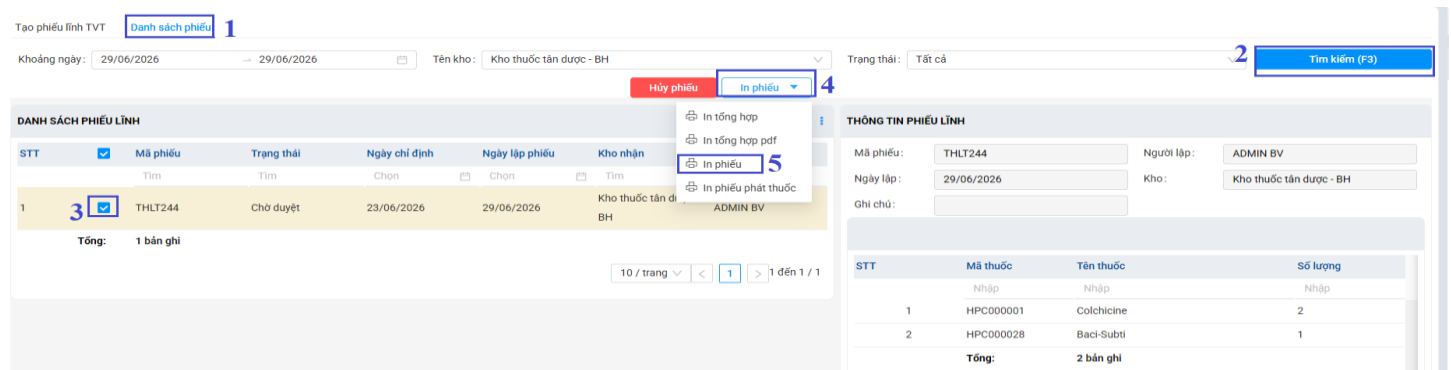 Tạo phiếu lĩnh TVT Danh sách phiếu 1
Khoảng ngày: 29/06/2026 → 29/06/2026 Tên kho: Kho thuốc tân dược - BH Trạng thái: Tất cả 2 Tìm kiếm (F3)
Hủy phiếu In phiếu 4
In tổng hợp
In tổng hợp pdf
In phiếu 5
In phiếu phát thuốc
DANH SÁCH PHIẾU LĨNH
STT Mã phiếu Trạng thái Ngày chỉ định Ngày lập phiếu Kho nhận
Tìm Tìm Chọn Chọn Tìm
1 3 THLT244 Chờ duyệt 23/06/2026 29/06/2026 Kho thuốc tân ADMIN BV
BH
Tổng: 1 bản ghi
10 / trang < 1 > 1 đến 1 / 1
THÔNG TIN PHIẾU LĨNH
Mã phiếu: THLT244 Người lập: ADMIN BV
Ngày lập: 29/06/2026 Kho: Kho thuốc tân dược - BH
Ghi chú:
STT Mã thuốc Tên thuốc Số lượng
Nhập Nhập Nhập
1 HPC000001 Colchicine 2
2 HPC000028 Baci-Subti 1
Tổng: 2 bản ghi